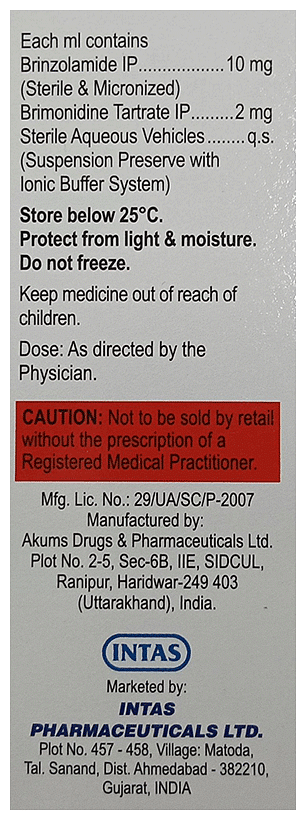 Each ml contains
Brinzolamide IP..................10 mg
(Sterile & Micronized)
Brimonidine Tartrate IP.........2 mg
Sterile Aqueous Vehicles........q.s.
(Suspension Preserve with
Ionic Buffer System)
Store below 25°C.
Protect from light & moisture.
Do not freeze.
Keep medicine out of reach of
children.
Dose: As directed by the
Physician.
CAUTION: Not to be sold by retail
without the prescription of a
Registered Medical Practitioner.
Mfg. Lic. No.: 29/UA/SC/P-2007
Manufactured by:
Akums Drugs & Pharmaceuticals Ltd.
Plot No. 2-5, Sec-6B, IIE, SIDCUL,
Ranipur, Haridwar-249 403
(Uttarakhand), India.
INTAS
Marketed by:
INTAS
PHARMACEUTICALS LTD.
Plot No. 457 - 458, Village: Matoda,
Tal. Sanand, Dist. Ahmedabad - 382210,
Gujarat, INDIA